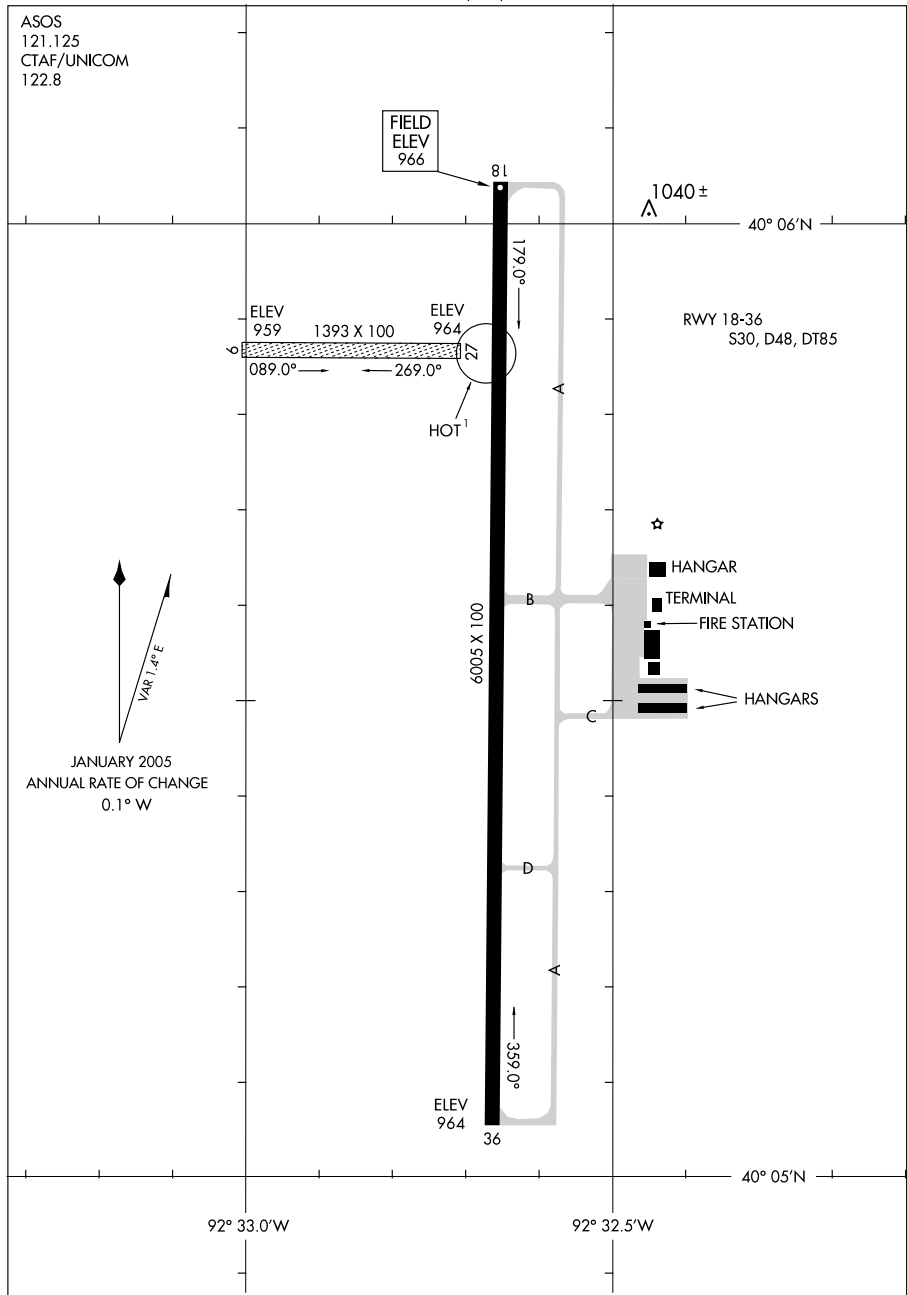 ASOS
121.125
CTAF/UNICOM
122.8
FIELD
ELEV
966
18
1040 ±
40° 06'N
179.0°
ELEV
959
1393 X 100
ELEV
964
RWY 18-36
S30, D48, DT85
9
27
089.0°
269.0°
A
HOT 1
HANGAR
B
TERMINAL
FIRE STATION
6005 X 100
VAR 1.4° E
HANGARS
C
JANUARY 2005
ANNUAL RATE OF CHANGE
0.1° W
D
A
359.0°
ELEV
964
36
40° 05'N
92° 33.0'W
92° 32.5'W